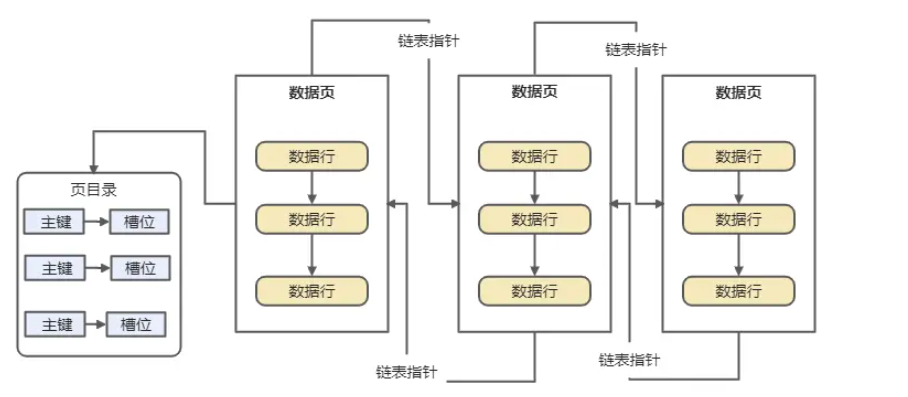 链表指针
链表指针
数据页
数据页
数据页
数据行
数据行
数据行
页目录
主键
槽位
数据行
数据行
数据行
主键
槽位
数据行
数据行
数据行
主键
槽位
链表指针
链表指针